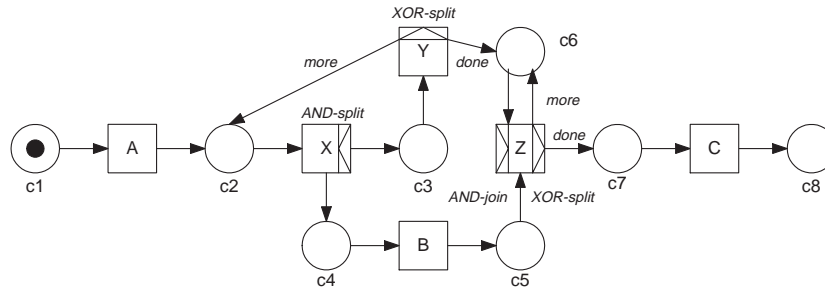 XOR-split
Y
c6
more
done
AND-split
more
A
X
Z
done
C
c1
c2
c3
c7
c8
AND-join
XOR-split
B
c4
c5